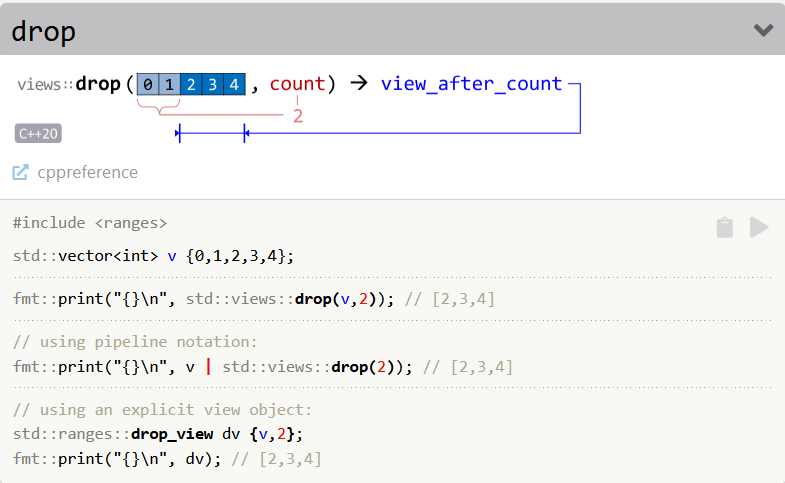 drop
views::drop(0 1 2 3 4, count) → view_after_count
2
C++20
cppreference
#include <ranges>
std::vector<int> v {0,1,2,3,4};
fmt::print("{}\n", std::views::drop(v,2)); // [2,3,4]
// using pipeline notation:
fmt::print("{}\n", v | std::views::drop(2)); // [2,3,4]
// using an explicit view object:
std::ranges::drop_view dv {v,2};
fmt::print("{}\n", dv); // [2,3,4]